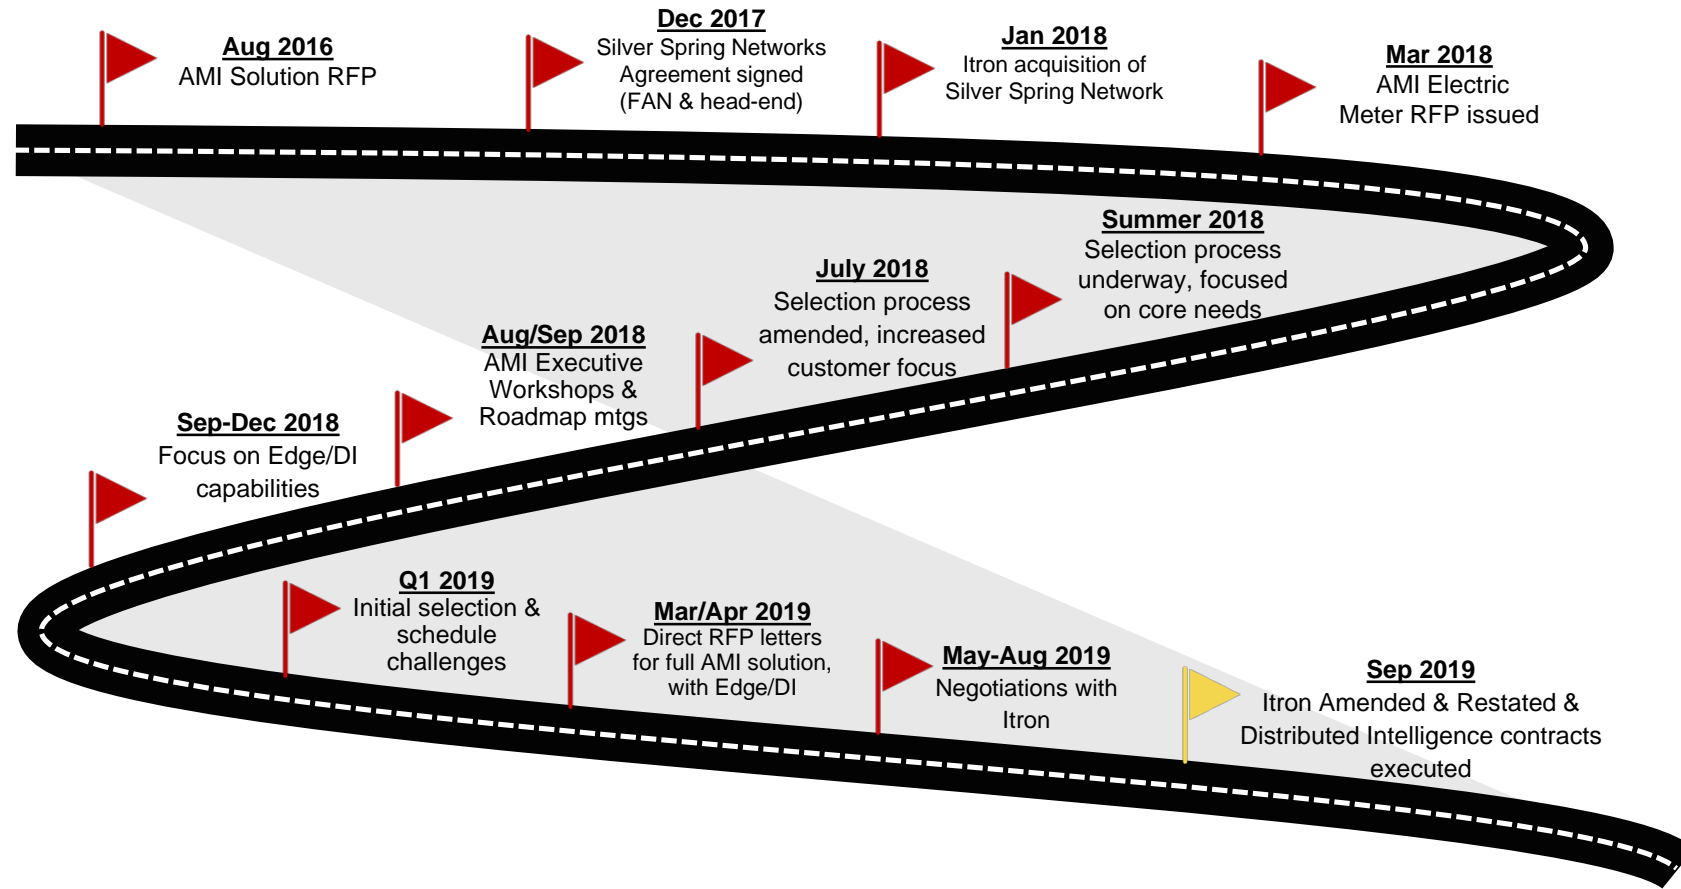 Aug 2016
AMI Solution RFP
Dec 2017
Silver Spring Networks
Agreement signed
(FAN & head-end)
Jan 2018
Itron acquisition of
Silver Spring Network
Mar 2018
AMI Electric
Meter RFP issued
Summer 2018
Selection process
underway, focused
on core needs
July 2018
Selection process
amended, increased
customer focus
Aug/Sep 2018
AMI Executive
Workshops &
Roadmap mtgs
Sep-Dec 2018
Focus on Edge/DI
capabilities
Q1 2019
Initial selection &
schedule
challenges
Mar/Apr 2019
Direct RFP letters
for full AMI solution,
with Edge/DI
May-Aug 2019
Negotiations with
Itron
Sep 2019
Itron Amended & Restated &
Distributed Intelligence contracts
executed